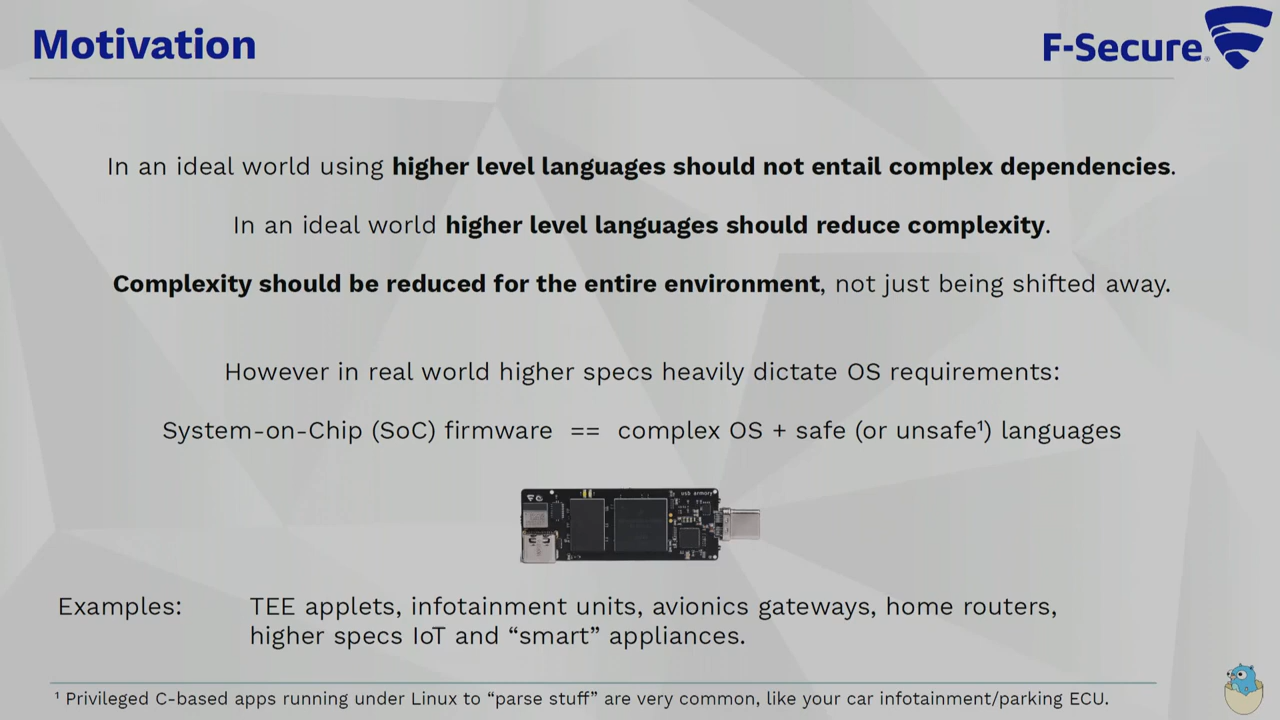 Motivation
F-Secure®
In an ideal world using higher level languages should not entail complex dependencies.
In an ideal world higher level languages should reduce complexity.
Complexity should be reduced for the entire environment, not just being shifted away.
However in real world higher specs heavily dictate OS requirements:
System-on-Chip (SoC) firmware == complex OS + safe (or unsafe¹) languages
usb armory
Examples: TEE applets, infotainment units, avionics gateways, home routers,
higher specs IoT and “smart” appliances.
¹ Privileged C-based apps running under Linux to “parse stuff” are very common, like your car infotainment/parking ECU.